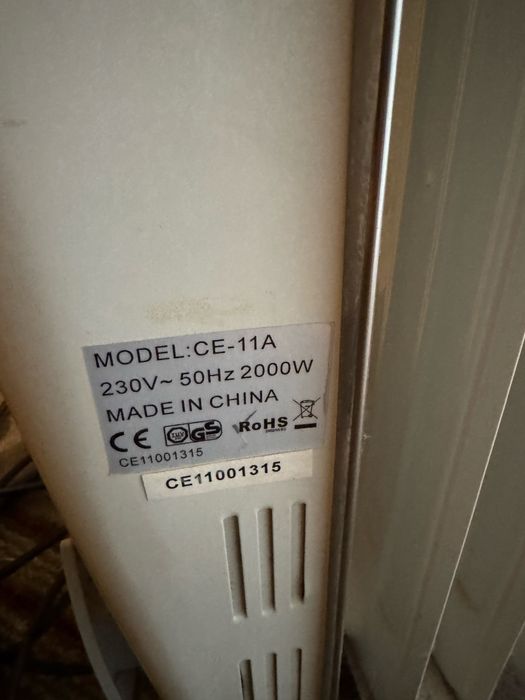 MODEL:CE-11A
230V~ 50Hz 2000W
MADE IN CHINA
CE GS RoHS
CE11001315
CE11001315